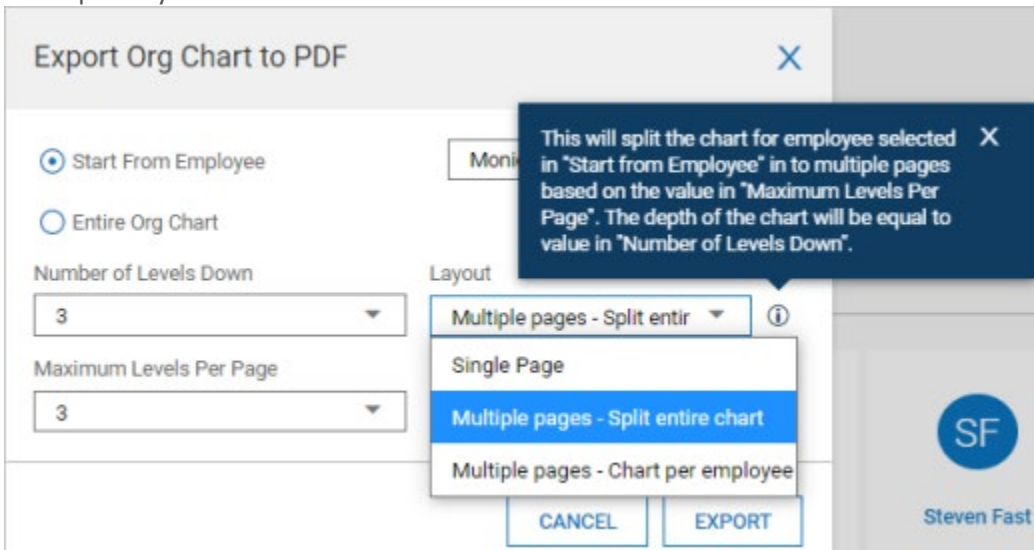 Export Org Chart to PDF X
This will split the chart for employee selected X
in "Start from Employee" in to multiple pages
based on the value in "Maximum Levels Per
Page". The depth of the chart will be equal to
value in "Number of Levels Down".
Start From Employee
Entire Org Chart
Number of Levels Down
3
Layout
Multiple pages - Split entir
Single Page
Multiple pages - Split entire chart
Multiple pages - Chart per employee
Maximum Levels Per Page
3
CANCEL EXPORT
SF
Steven Fast